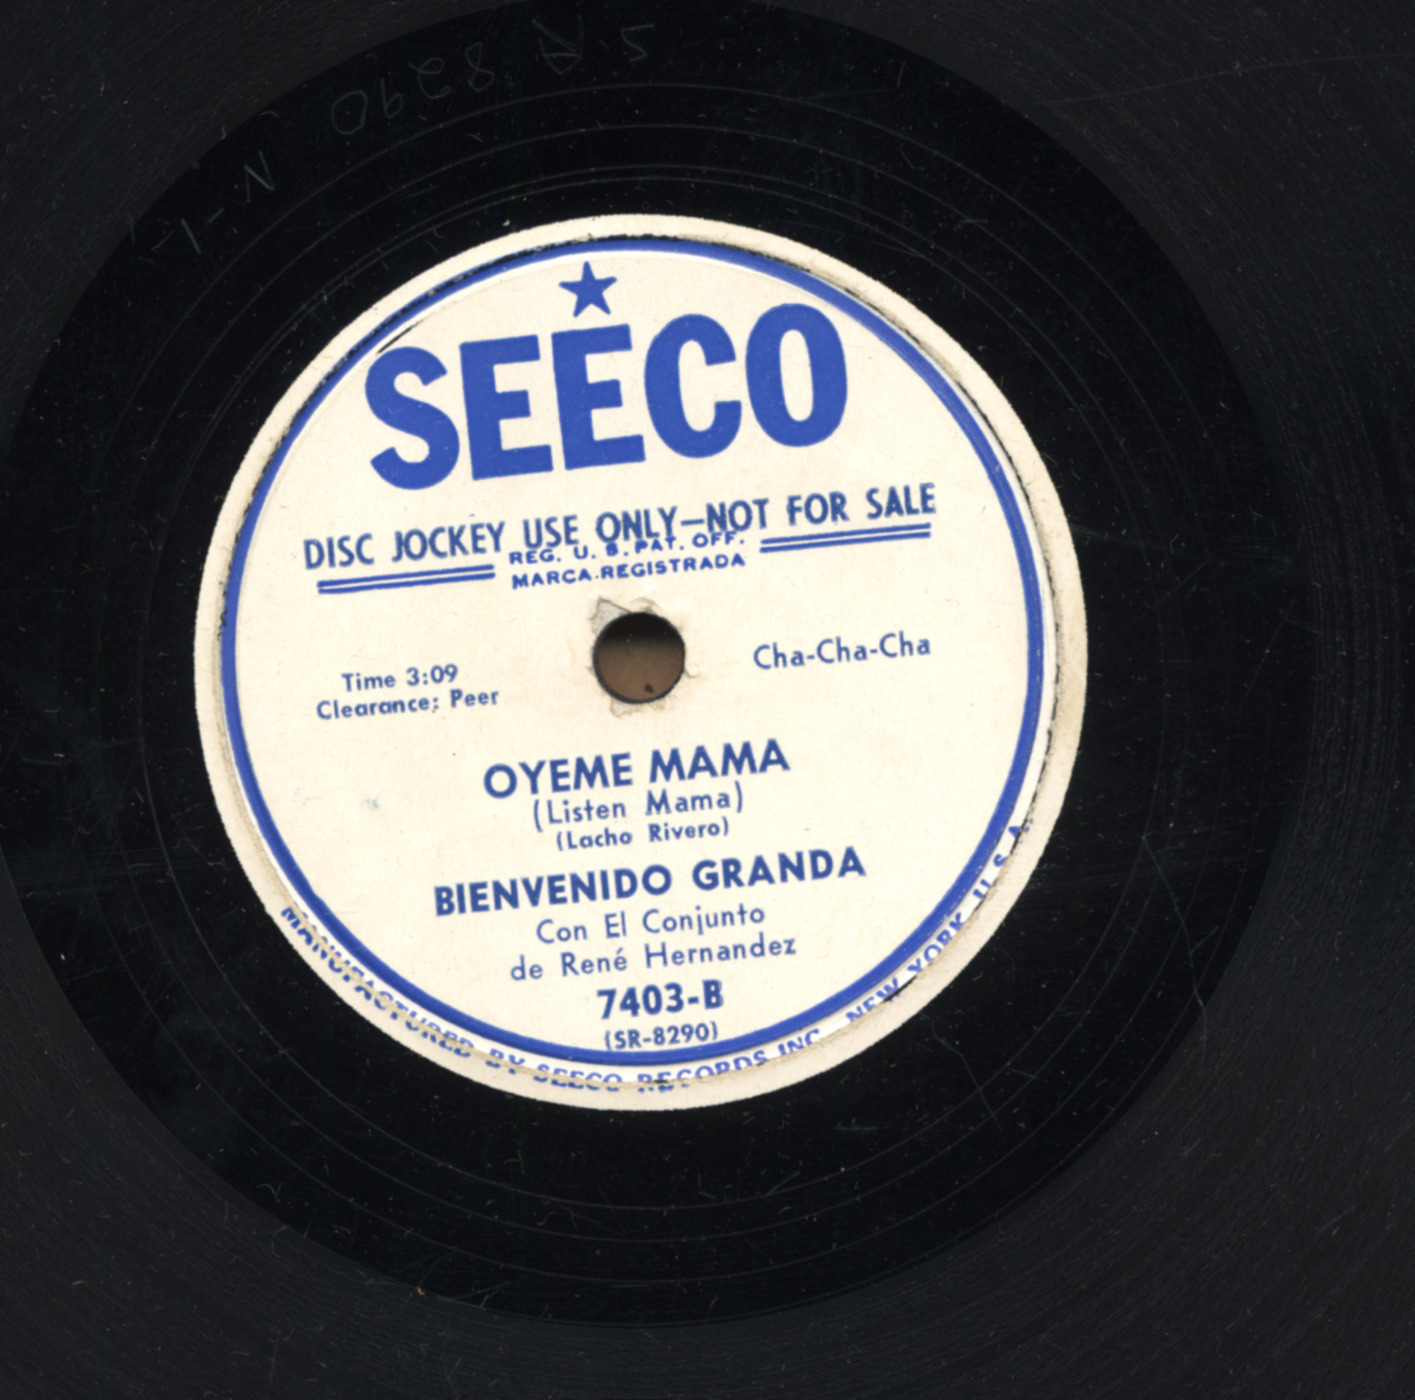 SR 8290 N-1
SEECO
DISC JOCKEY USE ONLY—NOT FOR SALE
REG. U. S. PAT. OFF.
MARCA REGISTRADA
Cha-Cha-Cha
Time 3:09
Clearance: Peer
OYEME MAMA
(Listen Mama)
(Lacho Rivero)
BIENVENIDO GRANDA
Con El Conjunto
de René Hernandez
7403-B
(SR-8290)
MANUFACTURED BY SEECO RECORDS INC. NEW YORK U.S.A.